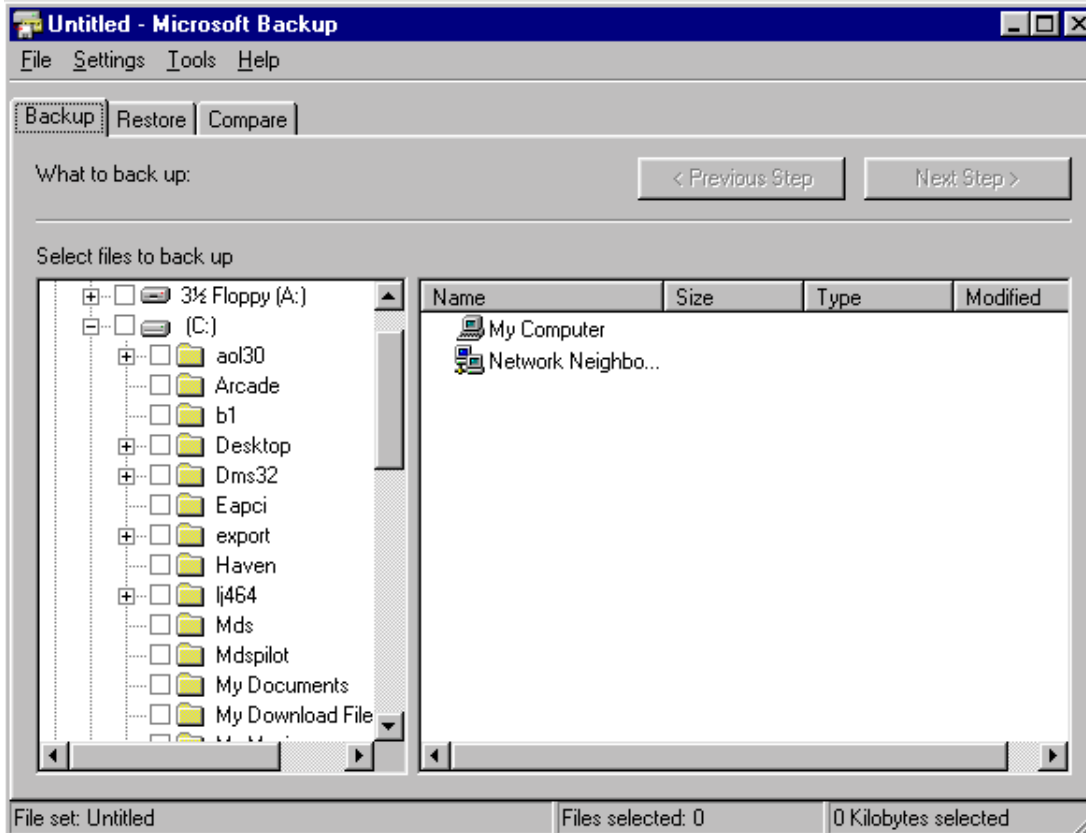 Untitled - Microsoft Backup
File Settings Tools Help
Backup Restore Compare
What to back up:
< Previous Step Next Step >
Select files to back up
3½ Floppy (A:)
(C:)
aol30
Arcade
b1
Desktop
Dms32
Eapci
export
Haven
lj464
Mds
Mdspilot
My Documents
My Download File
Name Size Type Modified
My Computer
Network Neighbo...
File set: Untitled Files selected: 0 0 Kilobytes selected